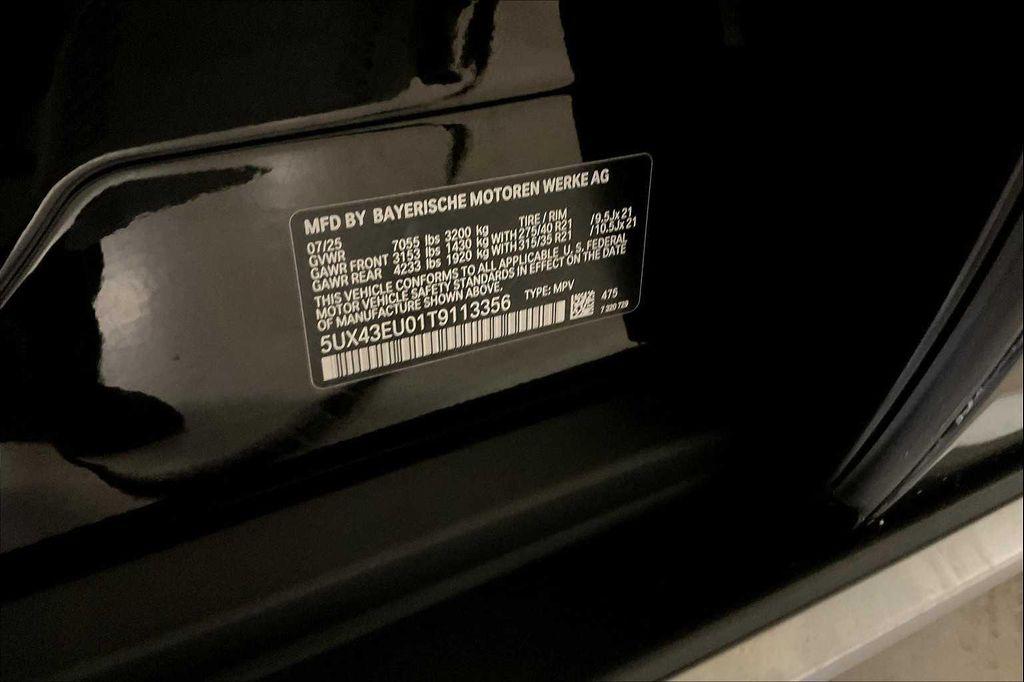 MFD BY BAYERISCHE MOTOREN WERKE AG
07/25 TIRE / RIM
GVWR 7055 lbs 3200 kg
GAWR FRONT 3153 lbs 1430 kg WITH 275/40 R21 /9.5Jx21
GAWR REAR 4233 lbs 1920 kg WITH 315/35 R21 /10.5Jx21
THIS VEHICLE CONFORMS TO ALL APPLICABLE U.S. FEDERAL
MOTOR VEHICLE SAFETY STANDARDS IN EFFECT ON THE DATE
OF MANUFACTURE SHOWN ABOVE.
5UX43EU01T9113356 TYPE: MPV 475
7 320 729